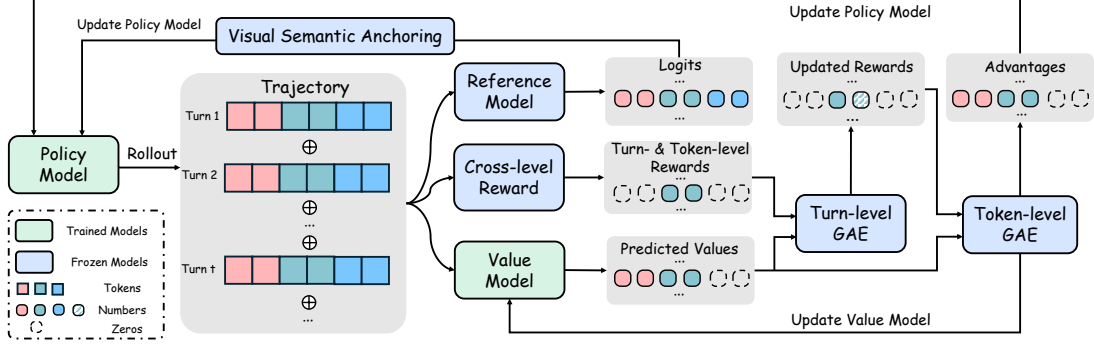 Update Policy Model
Update Policy Model
Visual Semantic Anchoring
Trajectory
Turn 1
Turn 2
...
Turn t
...
Policy
Model
Rollout
Reference
Model
Cross-level
Reward
Value
Model
Logits
...
...
Turn- & Token-level
Rewards
...
...
Predicted Values
...
...
Updated Rewards
...
...
Advantages
...
...
Turn-level
GAE
Token-level
GAE
Update Value Model
Trained Models
Frozen Models
Tokens
Numbers
Zeros